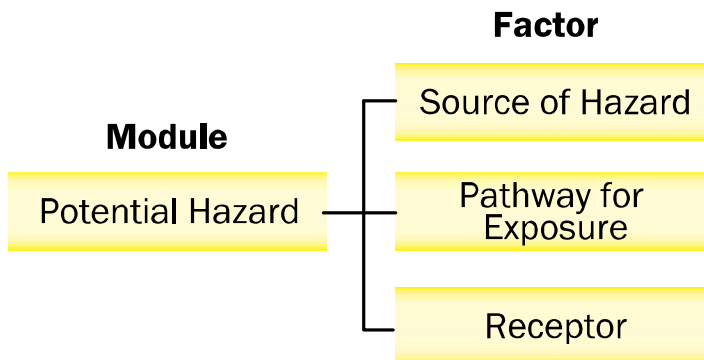 Factor
Source of Hazard
Module
Potential Hazard
Pathway for
Exposure
Receptor